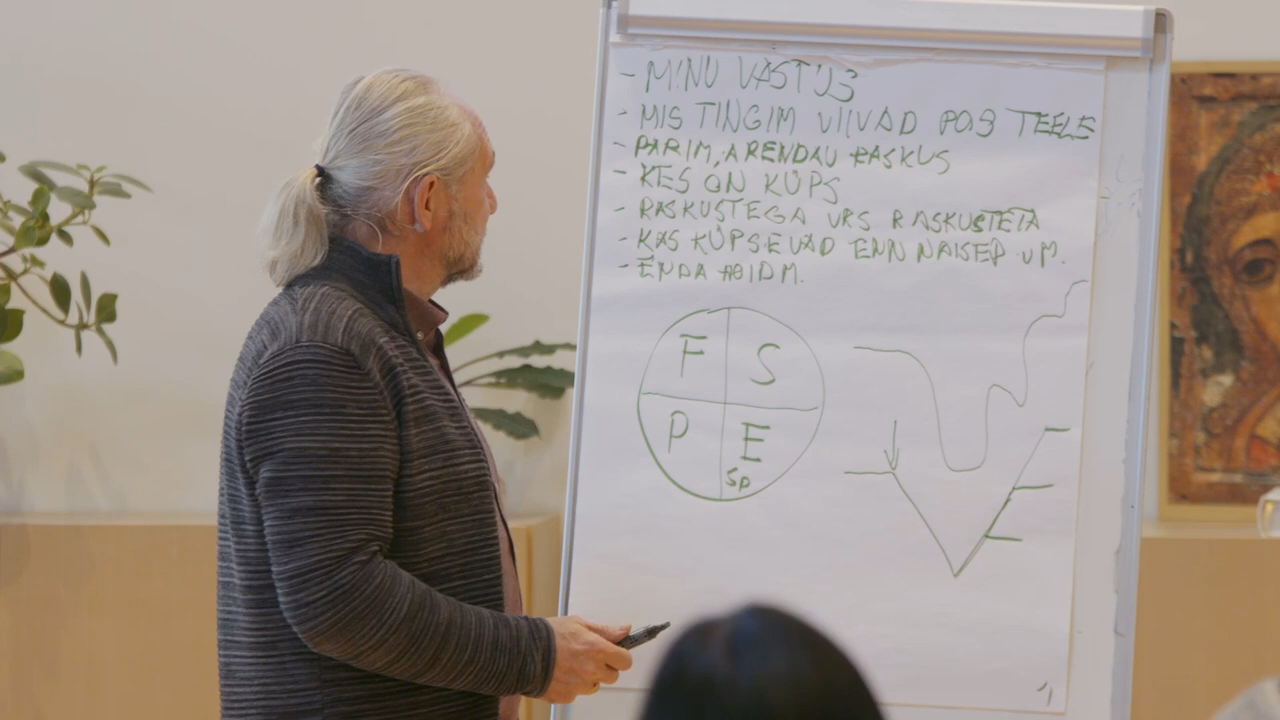 - MINU VASTUS
- MIS TINGIM VIIVAD POS TEELE
- PARIM, ARENDAV RASKUS
- KES ON KÜPS
- RASKUSTEGA VRS RASKUSTETA
- KAS KÜPSEVAD ENN NAISED VM.
- ENDA HOIDM.
F S
P E
SP